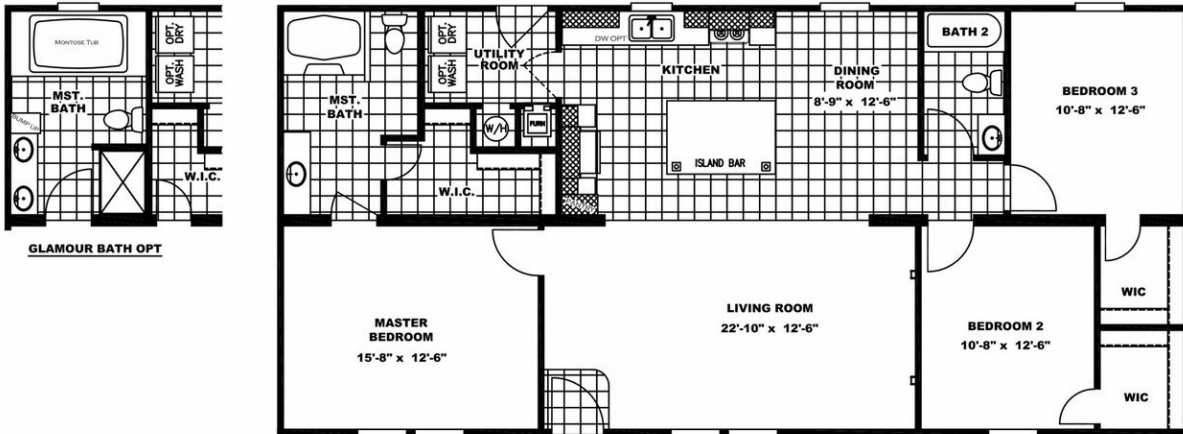 Montose Tub
OPT. DRY
OPT. WASH
MST.
BATH
BUMP UP
W.I.C.
GLAMOUR BATH OPT
OPT. DRY
OPT. WASH
UTILITY
ROOM
MST.
BATH
W/H
FURN
W.I.C.
DW OPT
KITCHEN
ISLAND BAR
DINING
ROOM
8'-9" x 12'-6"
BATH 2
BEDROOM 3
10'-8" x 12'-6"
MASTER
BEDROOM
15'-8" x 12'-6"
LIVING ROOM
22'-10" x 12'-6"
BEDROOM 2
10'-8" x 12'-6"
WIC
WIC